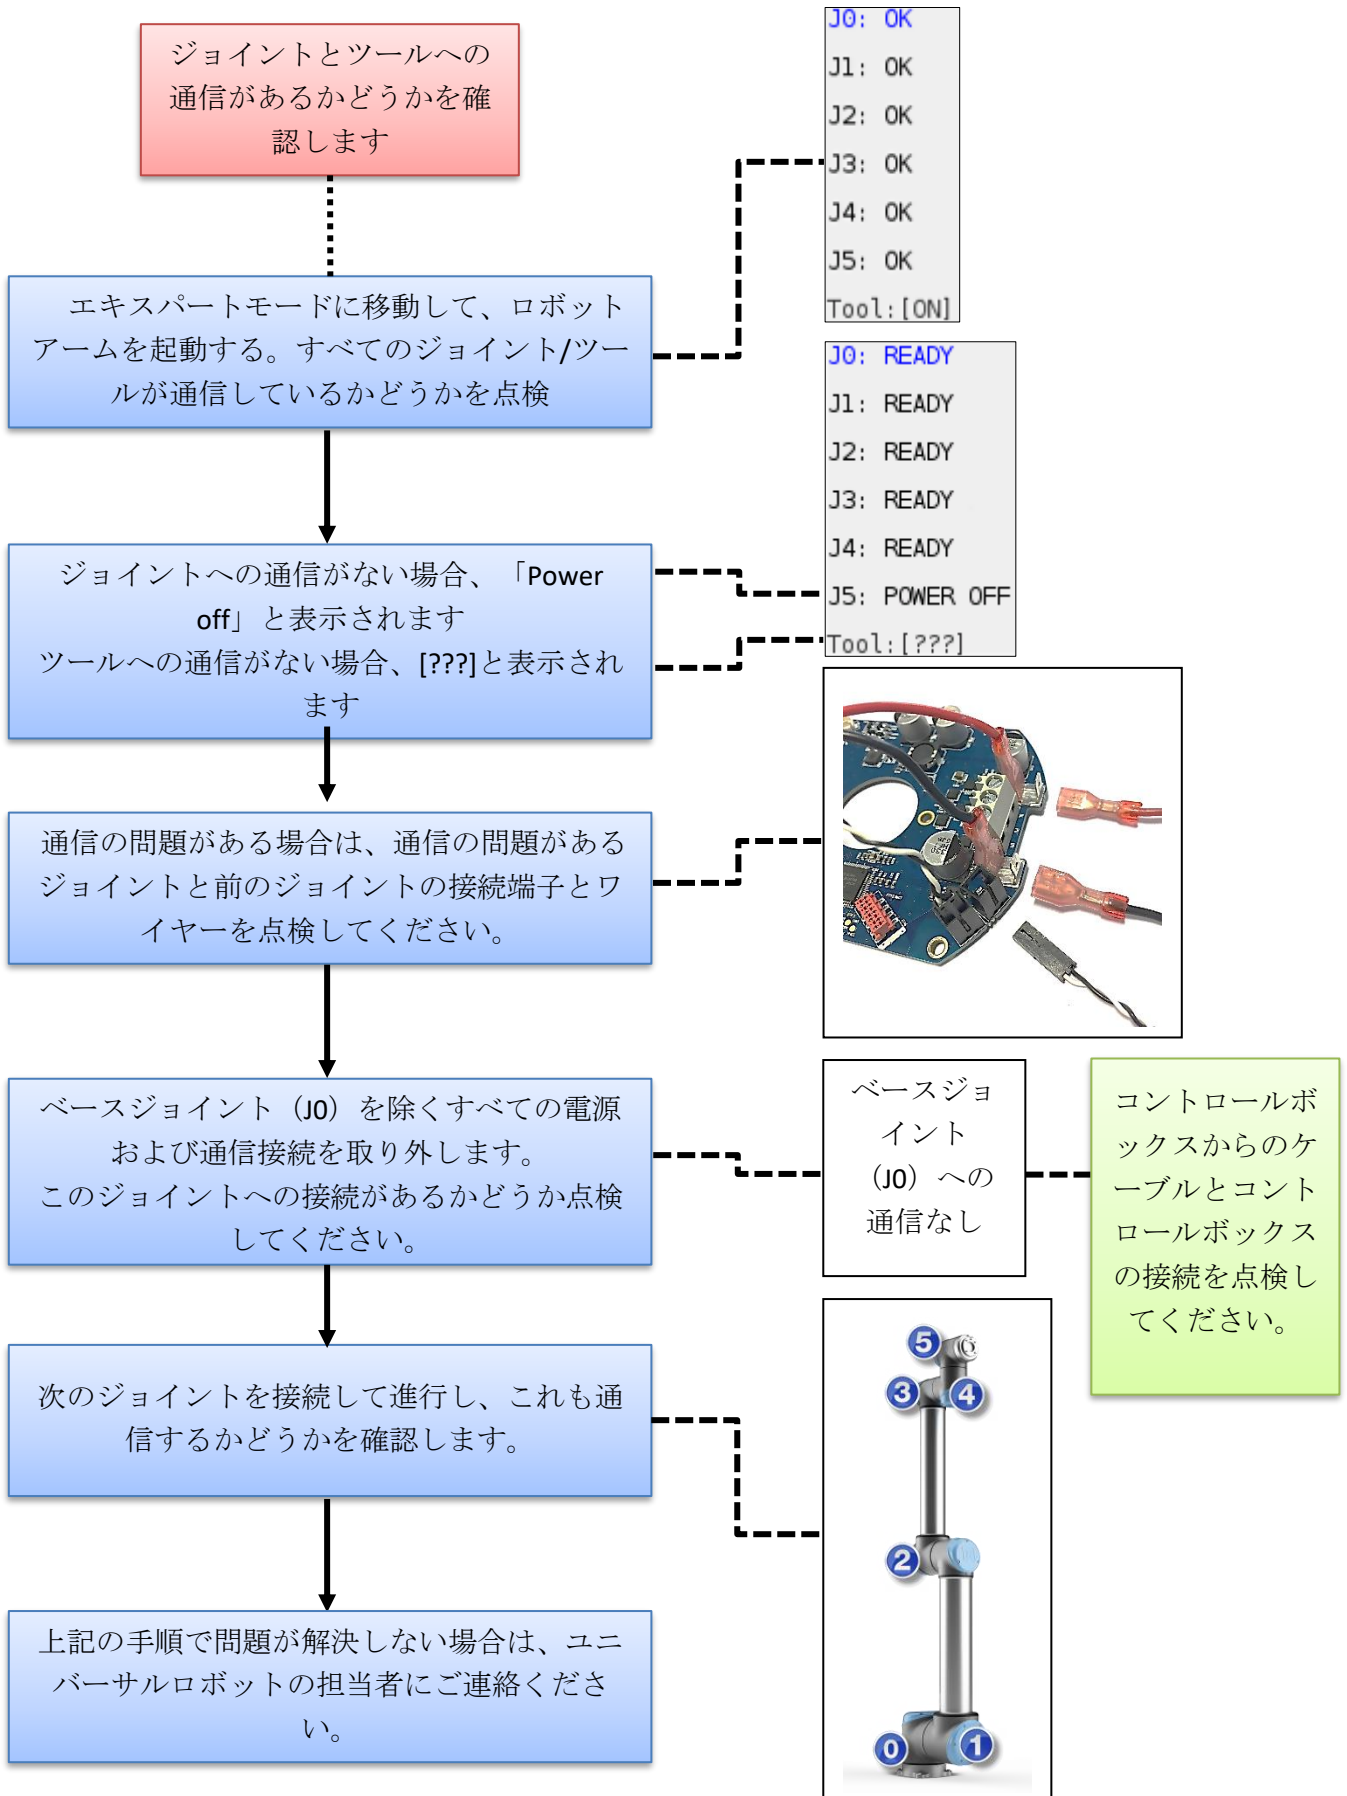 ジョイントとツールへの
通信があるかどうかを確
認します
J0: OK
J1: OK
J2: OK
J3: OK
J4: OK
J5: OK
Tool:[ON]
エキスパートモードに移動して、ロボット
アームを起動する。すべてのジョイント/ツー
ルが通信しているかどうかを点検
J0: READY
J1: READY
J2: READY
J3: READY
J4: READY
J5: POWER OFF
Tool:[???]
ジョイントへの通信がない場合、「Power
off」と表示されます
ツールへの通信がない場合、[???]と表示され
ます
通信の問題がある場合は、通信の問題がある
ジョイントと前のジョイントの接続端子とワ
イヤーを点検してください。
ベースジョイント（J0）を除くすべての電源
および通信接続を取り外します。
このジョイントへの接続があるかどうか点検
してください。
ベースジョ
イント
（J0）への
通信なし
コントロールボ
ックスからのケ
ーブルとコント
ロールボックス
の接続を点検し
てください。
次のジョイントを接続して進行し、これも通
信するかどうかを確認します。
5
3
4
2
0
1
上記の手順で問題が解決しない場合は、ユニ
バーサルロボットの担当者にご連絡くださ
い。